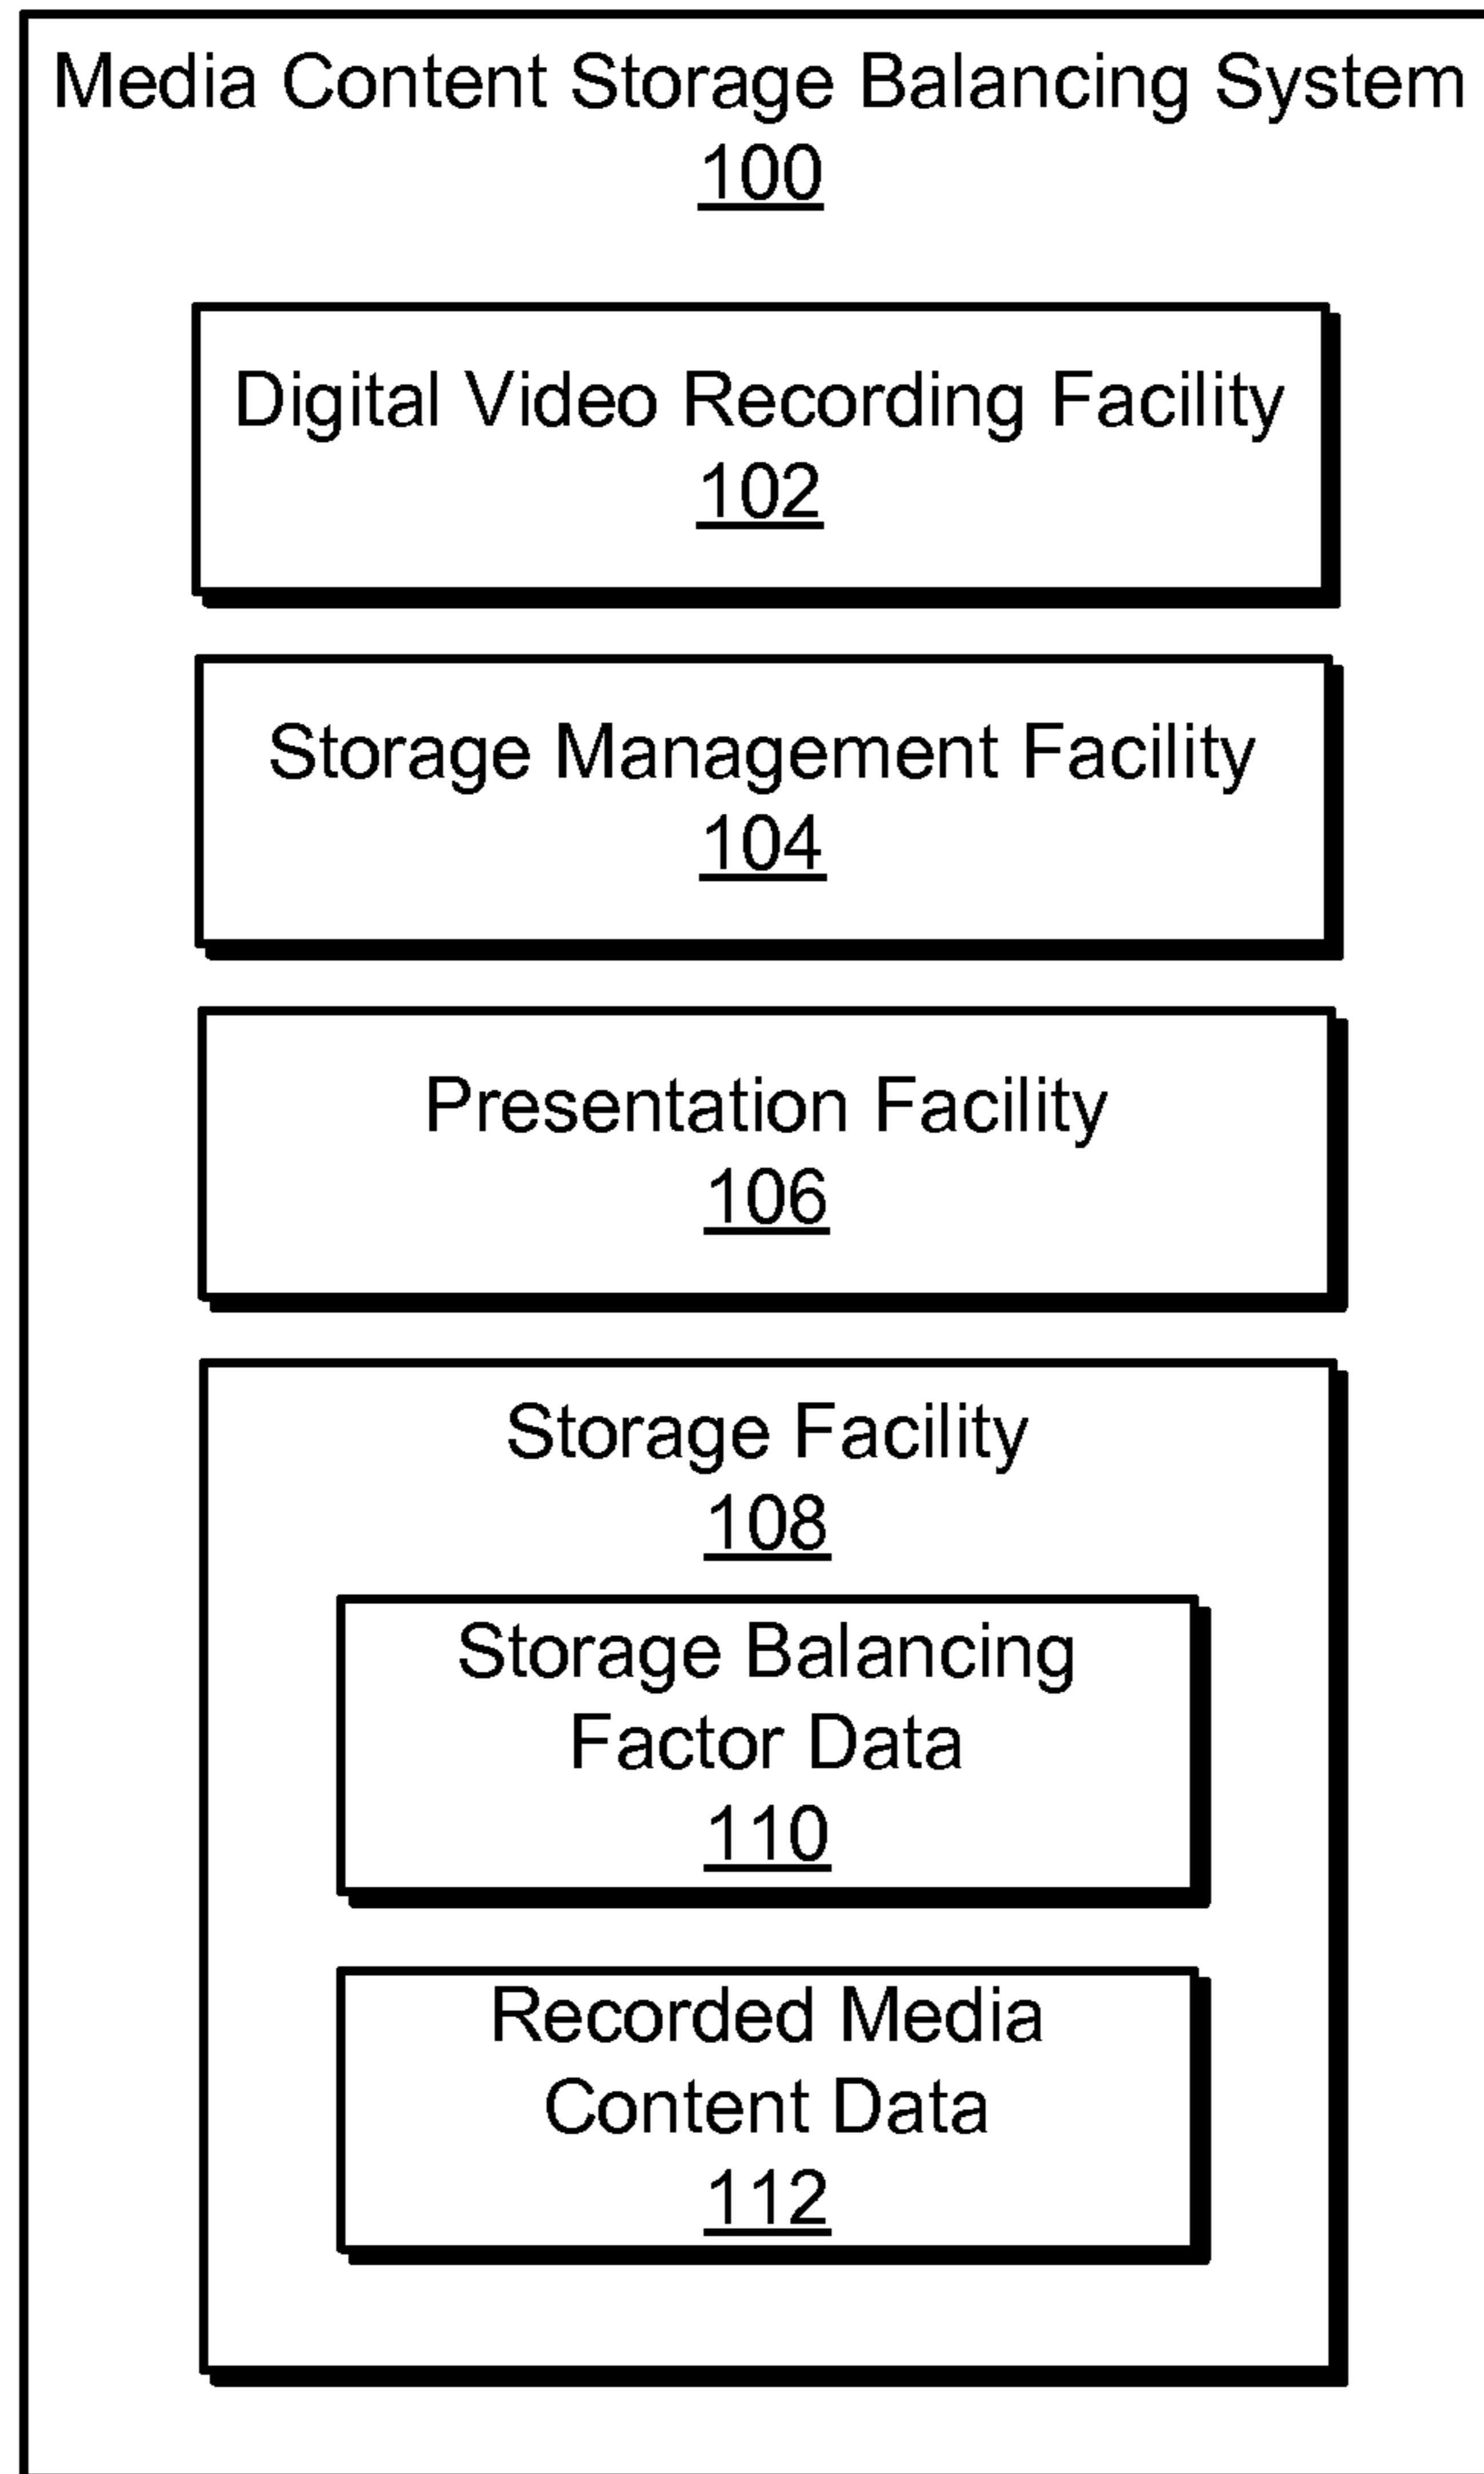 Media Content Storage Balancing System
100
Digital Video Recording Facility
102
Storage Management Facility
104
Presentation Facility
106
Storage Facility
108
Storage Balancing
Factor Data
110
Recorded Media
Content Data
112